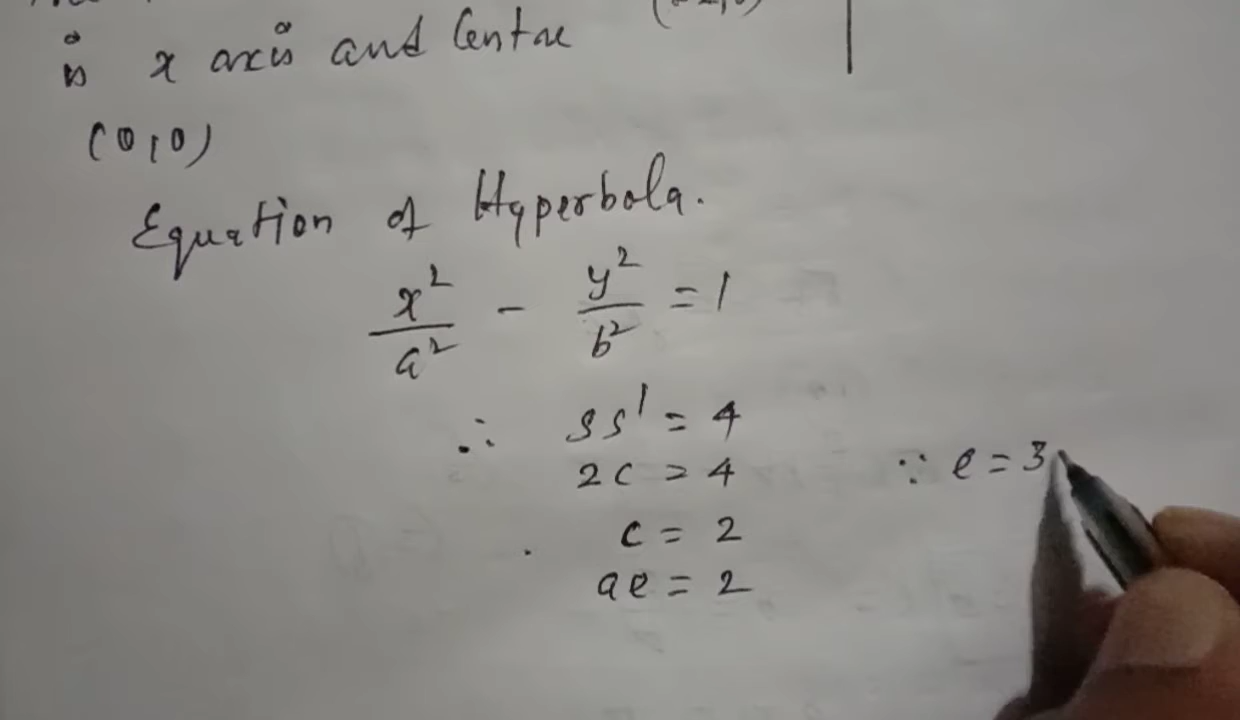 is x axis and Centre
(0,0)
Equation of Hyperbola.
x²/a² - y²/b² = 1
∴ SS' = 4
2c = 4
∵ e = 3
c = 2
ae = 2